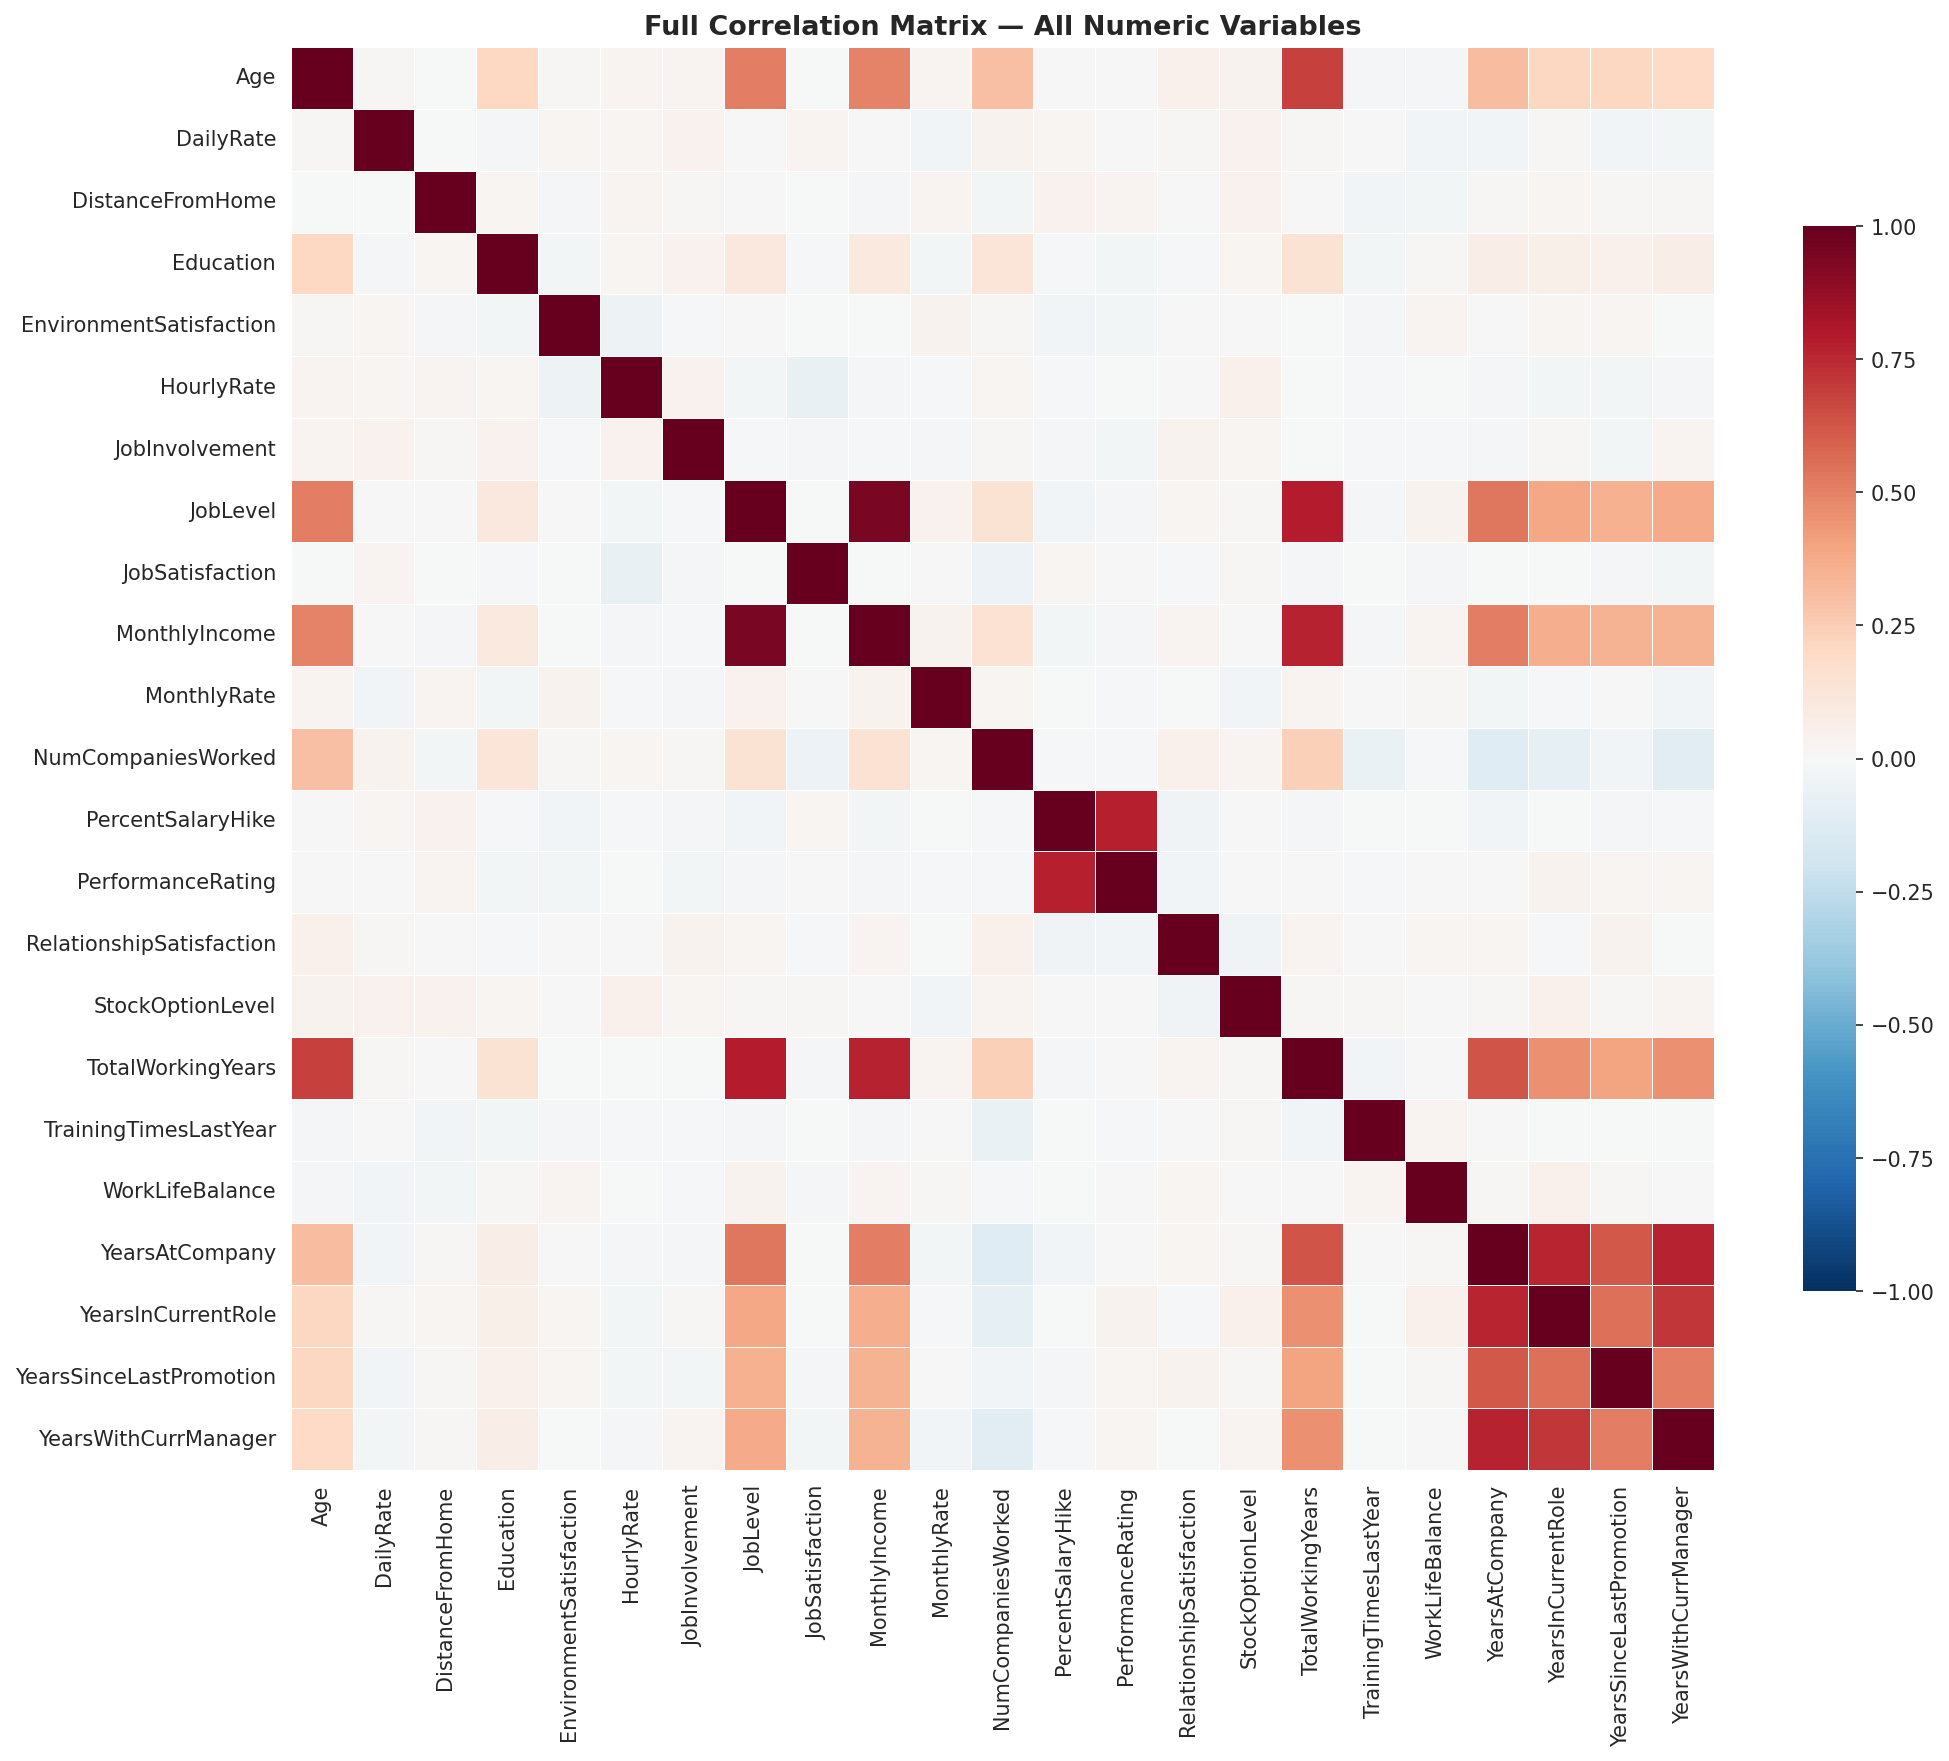 Full Correlation Matrix — All Numeric Variables
Age
DailyRate
DistanceFromHome
Education
EnvironmentSatisfaction
HourlyRate
JobInvolvement
JobLevel
JobSatisfaction
MonthlyIncome
MonthlyRate
NumCompaniesWorked
PercentSalaryHike
PerformanceRating
RelationshipSatisfaction
StockOptionLevel
TotalWorkingYears
TrainingTimesLastYear
WorkLifeBalance
YearsAtCompany
YearsInCurrentRole
YearsSinceLastPromotion
YearsWithCurrManager
Age
DailyRate
DistanceFromHome
Education
EnvironmentSatisfaction
HourlyRate
JobInvolvement
JobLevel
JobSatisfaction
MonthlyIncome
MonthlyRate
NumCompaniesWorked
PercentSalaryHike
PerformanceRating
RelationshipSatisfaction
StockOptionLevel
TotalWorkingYears
TrainingTimesLastYear
WorkLifeBalance
YearsAtCompany
YearsInCurrentRole
YearsSinceLastPromotion
YearsWithCurrManager
1.00
0.75
0.50
0.25
0.00
−0.25
−0.50
−0.75
−1.00